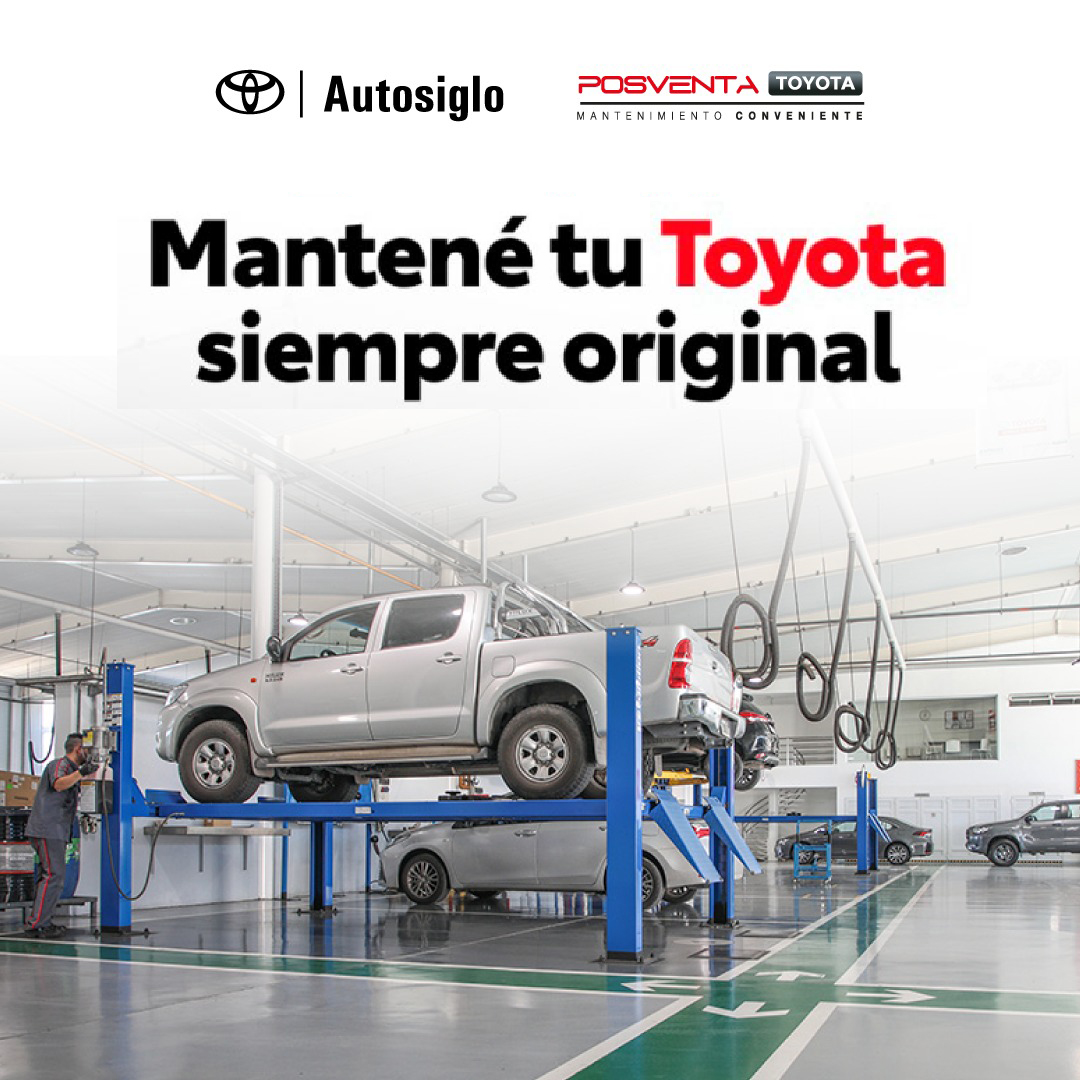 Autosiglo
POSVENTA TOYOTA
MANTENIMIENTO CONVENIENTE
Mantené tu Toyota
siempre original